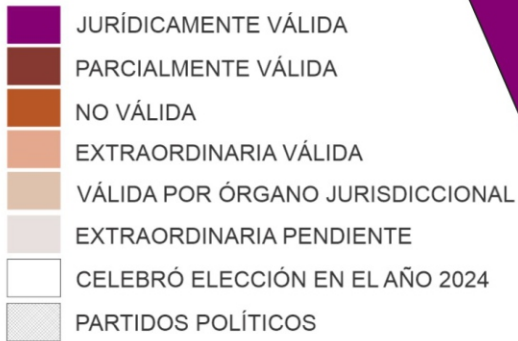 JURÍDICAMENTE VÁLIDA
PARCIALMENTE VÁLIDA
NO VÁLIDA
EXTRAORDINARIA VÁLIDA
VÁLIDA POR ÓRGANO JURISDICCIONAL
EXTRAORDINARIA PENDIENTE
CELEBRÓ ELECCIÓN EN EL AÑO 2024
PARTIDOS POLÍTICOS